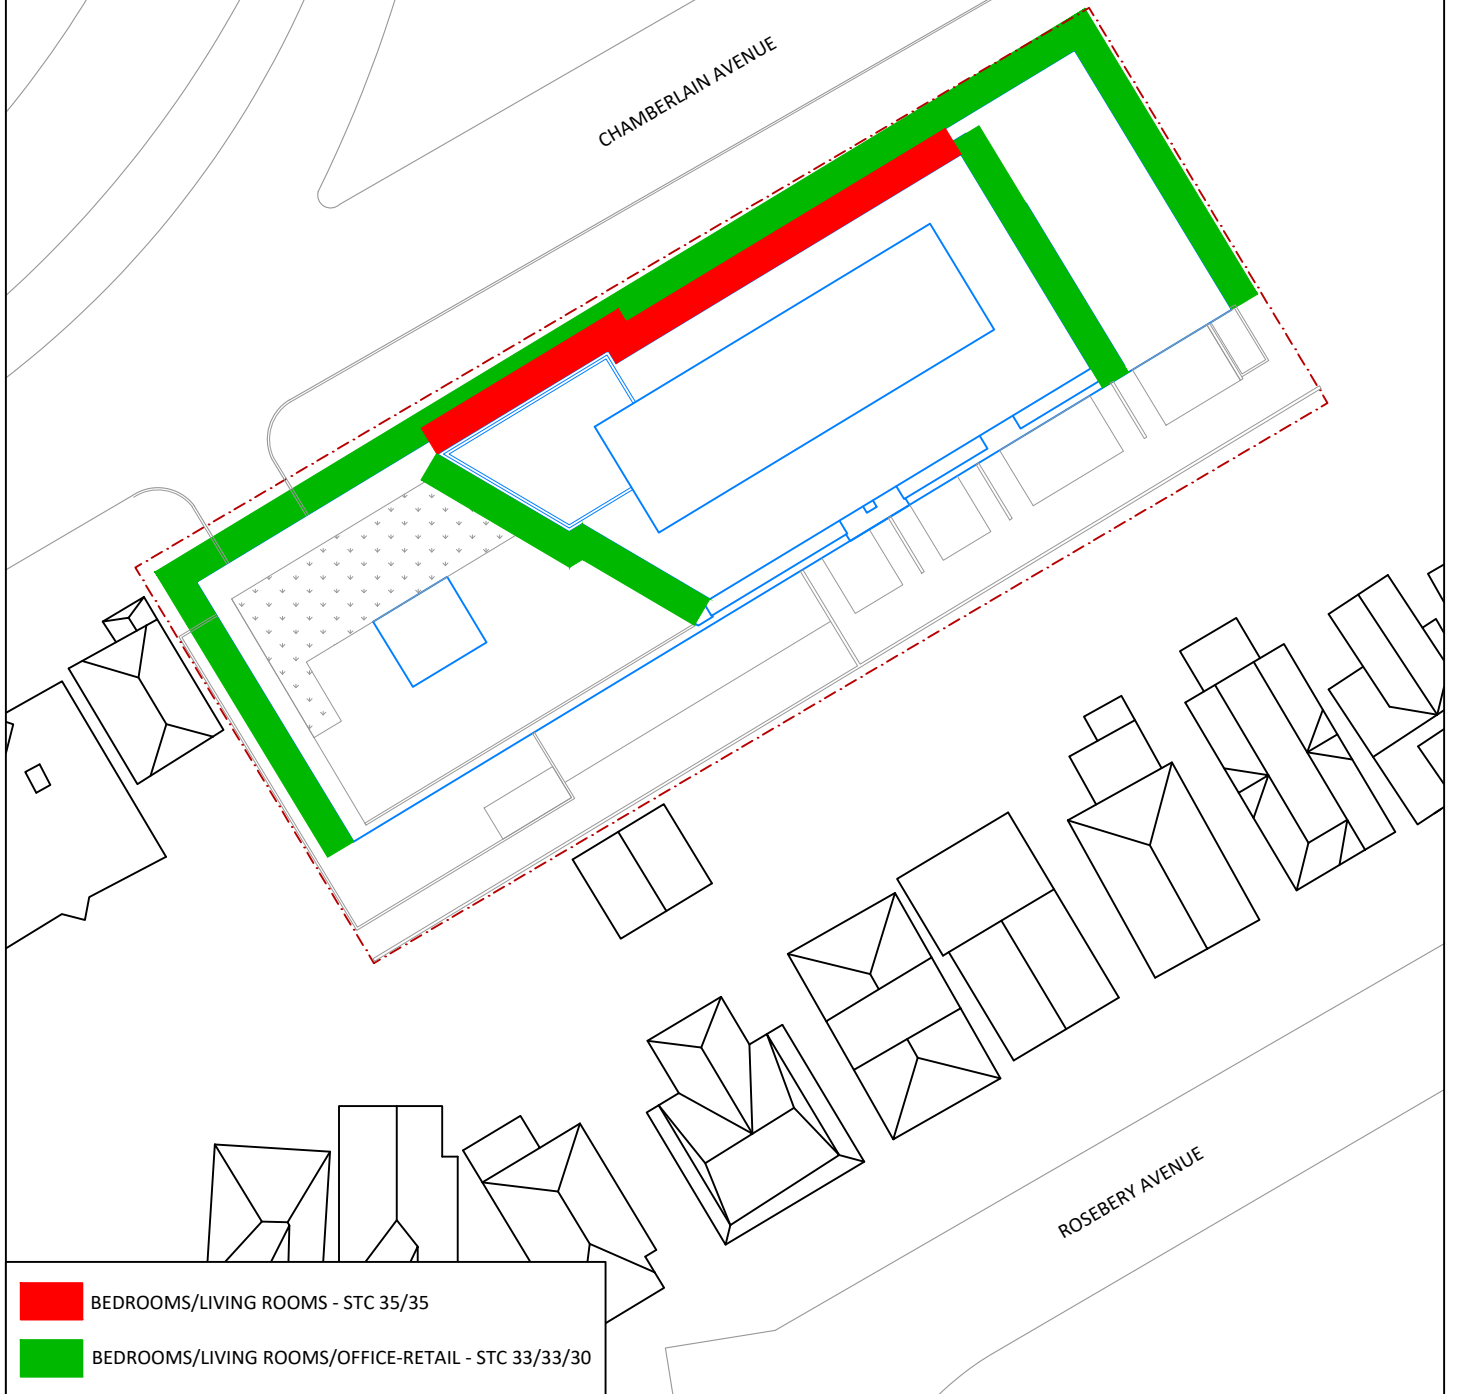 CHAMBERLAIN AVENUE
ROSEBERY AVENUE
BEDROOMS/LIVING ROOMS - STC 35/35
BEDROOMS/LIVING ROOMS/OFFICE-RETAIL - STC 33/33/30